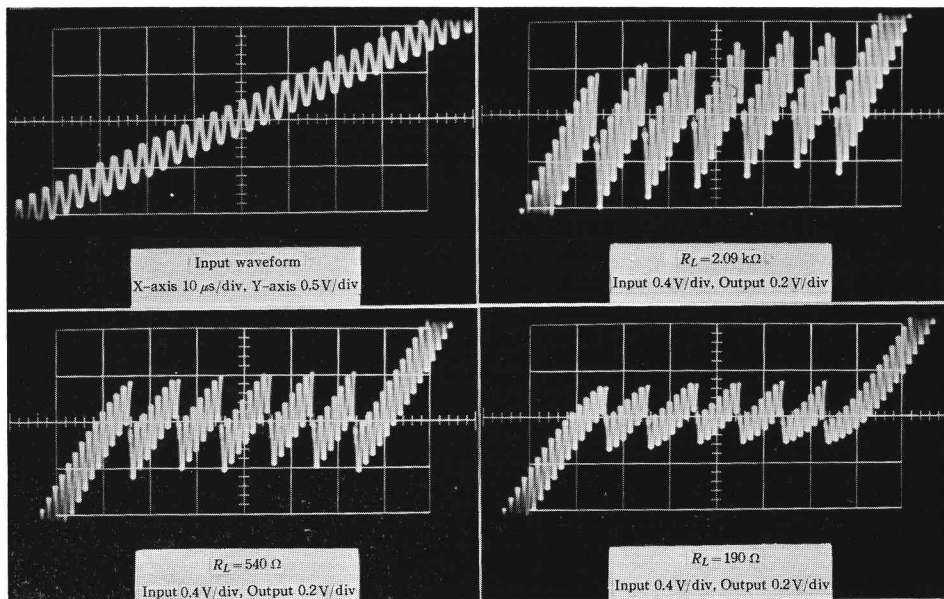 Input waveform
X-axis 10 μs/div, Y-axis 0.5 V/div
R_L=2.09 kΩ
Input 0.4 V/div, Output 0.2 V/div
R_L=540 Ω
Input 0.4 V/div, Output 0.2 V/div
R_L=190 Ω
Input 0.4 V/div, Output 0.2 V/div